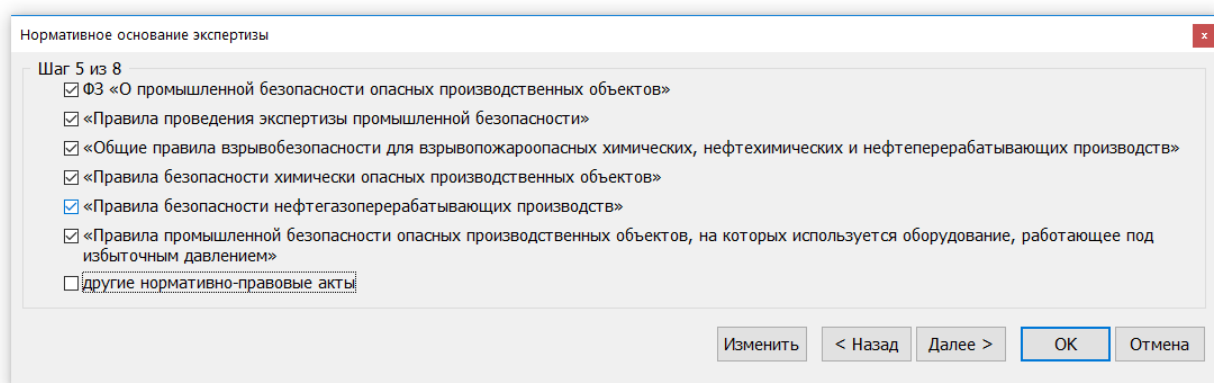 Нормативное основание экспертизы
x
Шаг 5 из 8
ФЗ «О промышленной безопасности опасных производственных объектов»
«Правила проведения экспертизы промышленной безопасности»
«Общие правила взрывобезопасности для взрывопожароопасных химических, нефтехимических и нефтеперерабатывающих производств»
«Правила безопасности химически опасных производственных объектов»
«Правила безопасности нефтегазоперерабатывающих производств»
«Правила промышленной безопасности опасных производственных объектов, на которых используется оборудование, работающее под
избыточным давлением»
другие нормативно-правовые акты
Изменить < Назад Далее > OK Отмена